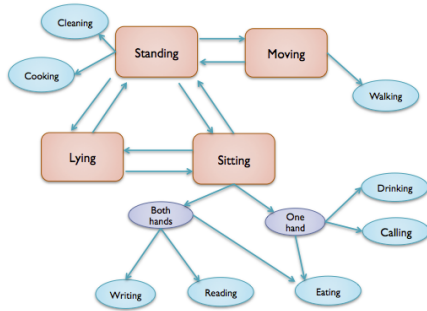 Cleaning
Standing
Moving
Cooking
Walking
Lying
Sitting
Drinking
Both
hands
One
hand
Calling
Writing
Reading
Eating